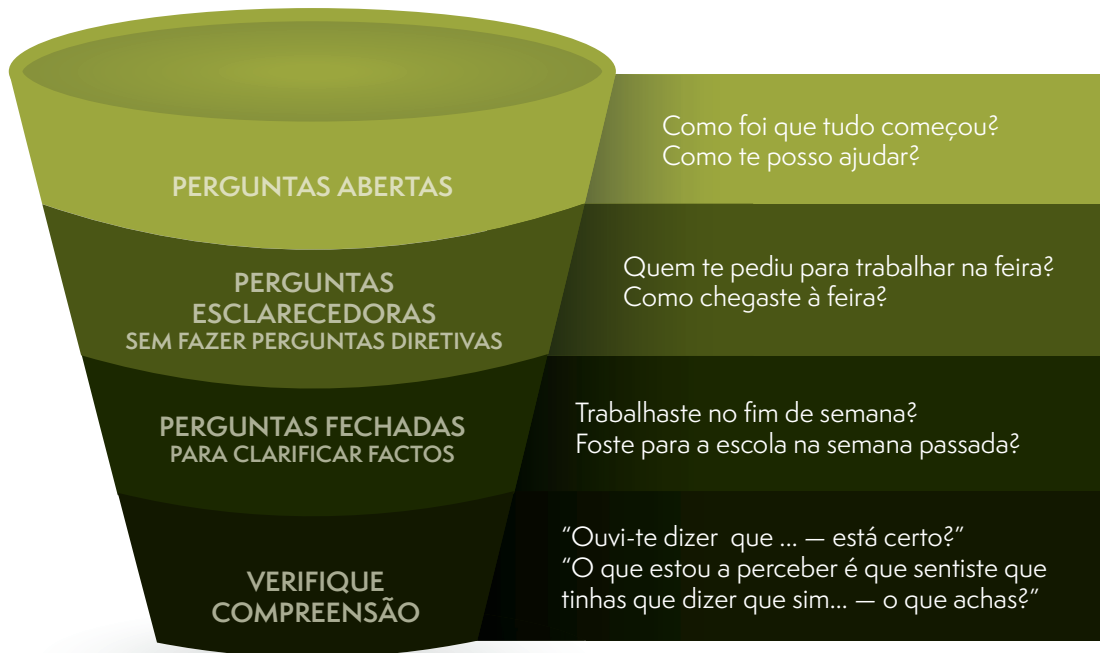 PERGUNTAS ABERTAS
Como foi que tudo começou?
Como te posso ajudar?
PERGUNTAS
ESCLARECEDORAS
SEM FAZER PERGUNTAS DIRETIVAS
Quem te pediu para trabalhar na feira?
Como chegaste à feira?
PERGUNTAS FECHADAS
PARA CLARIFICAR FACTOS
Trabalhaste no fim de semana?
Foste para a escola na semana passada?
VERIFIQUE
COMPREENSÃO
“Ouvi-te dizer que ... — está certo?”
“O que estou a perceber é que sentiste que
tinhas que dizer que sim... — o que achas?”